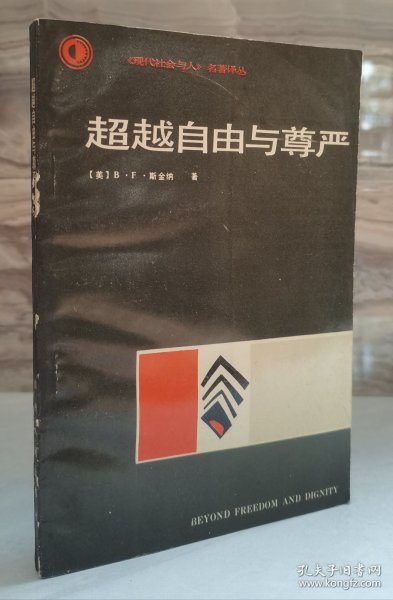 《现代社会与人》名著译丛
超越自由与尊严
【美】B·F·斯金纳 著
BEYOND FREEDOM AND DIGNITY
孔夫子旧书网
www.kongfz.com